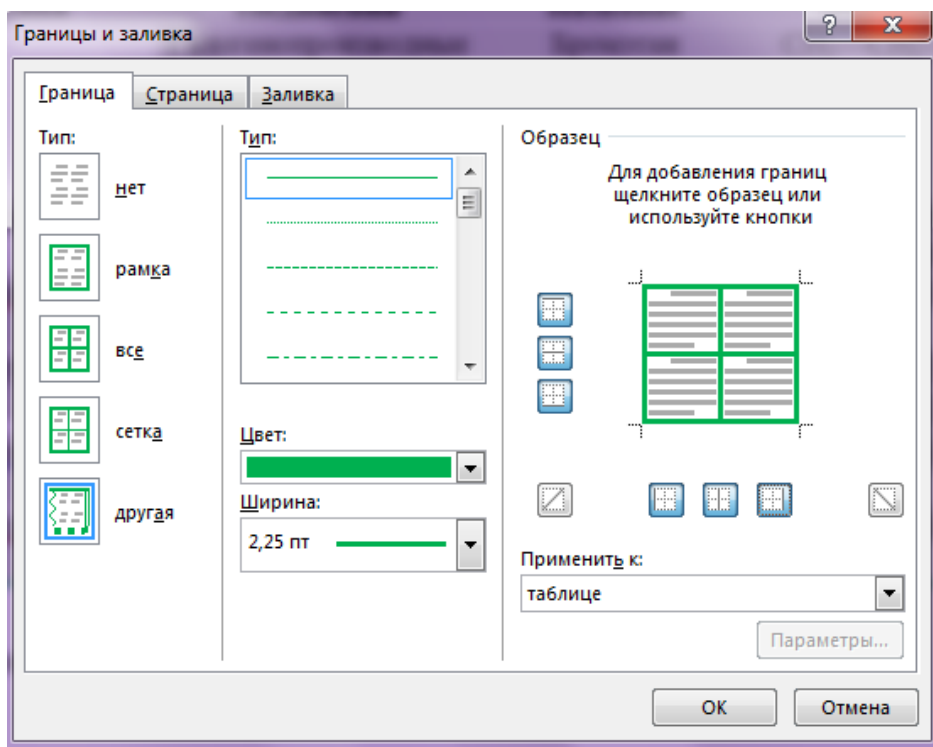 Границы и заливка
?
Граница Страница Заливка
Тип:
нет
рамка
все
сетка
другая
Тип:
Цвет:
Ширина:
2,25 пт
Образец
Для добавления границ
щелкните образец или
используйте кнопки
Применить к:
таблице
Параметры...
ОК Отмена